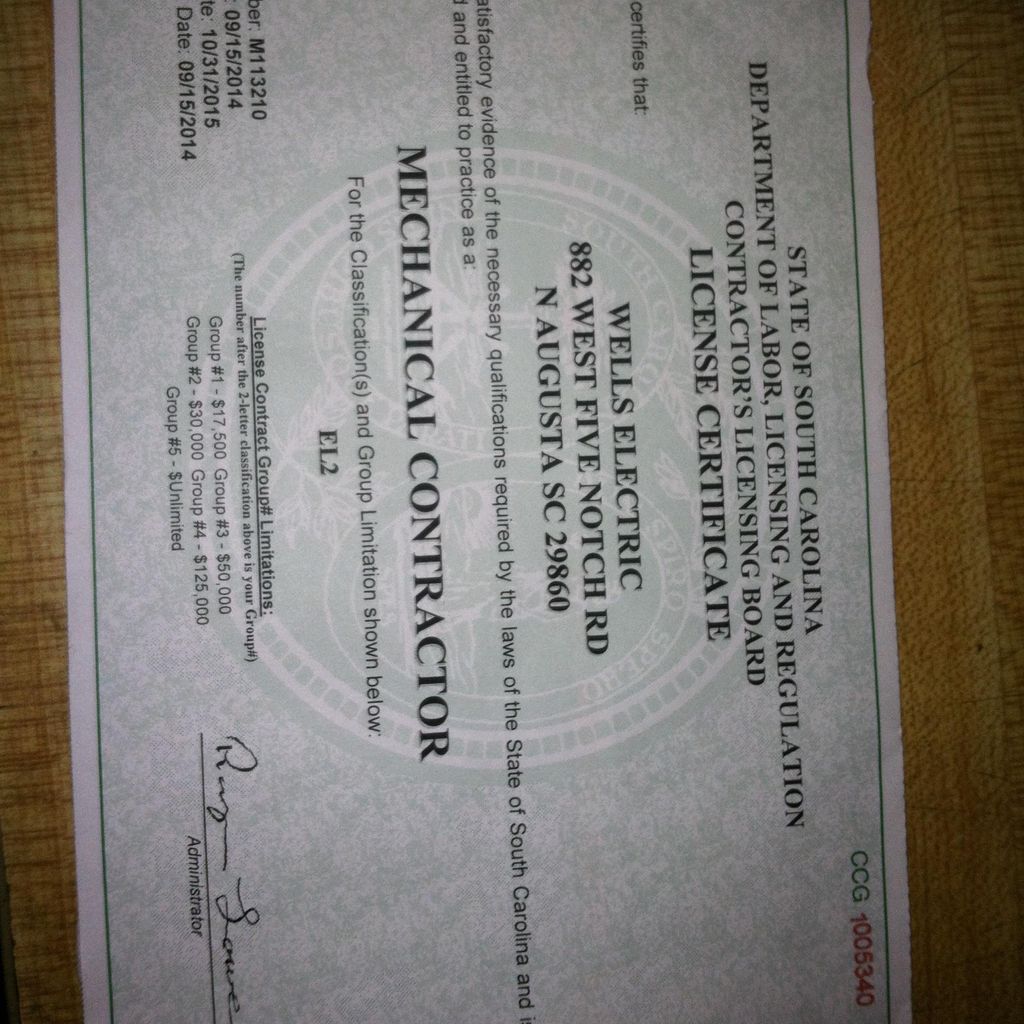 CCG 1005340
STATE OF SOUTH CAROLINA
DEPARTMENT OF LABOR, LICENSING AND REGULATION
CONTRACTOR'S LICENSING BOARD
LICENSE CERTIFICATE
certifies that:
WELLS ELECTRIC
882 WEST FIVE NOTCH RD
N AUGUSTA SC 29860
atisfactory evidence of the necessary qualifications required by the laws of the State of South Carolina and i
d and entitled to practice as a:
MECHANICAL CONTRACTOR
For the Classification(s) and Group Limitation shown below:
EL2
ber: M113210
: 09/15/2014
te: 10/31/2015
Date: 09/15/2014
License Contract Group# Limitations:
(The number after the 2-letter classification above is your Group#)
Group #1 - $17,500 Group #3 - $50,000
Group #2 - $30,000 Group #4 - $125,000
Group #5 - $Unlimited
Administrator